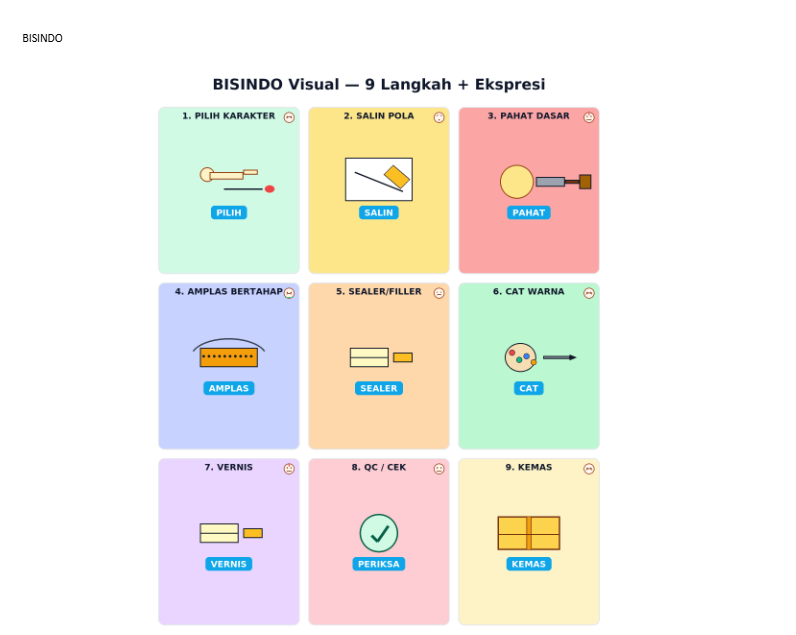 BISINDO
BISINDO Visual — 9 Langkah + Ekspresi
1. PILIH KARAKTER
PILIH
2. SALIN POLA
SALIN
3. PAHAT DASAR
PAHAT
4. AMPLAS BERTAHAP
AMPLAS
5. SEALER/FILLER
SEALER
6. CAT WARNA
CAT
7. VERNIS
VERNIS
8. QC / CEK
PERIKSA
9. KEMAS
KEMAS